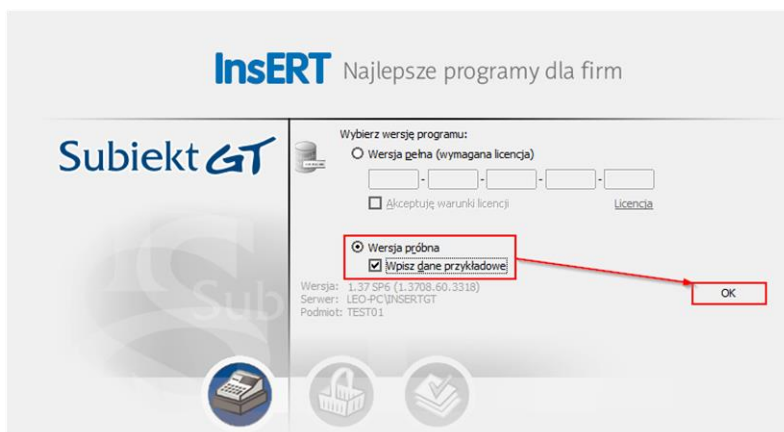 InsERT Najlepsze programy dla firm
Subiekt GT
Wybierz wersję programu:
Wersja pełna (wymagana licencja)
- - - -
Akceptuję warunki licencji Licencja
Wersja próbna
Wpisz dane przykładowe
Wersja: 1.37 SP6 (1.3708.60.3318)
Serwer: LEO-PC\INSERTGT
Podmiot: TEST01
OK
Sub